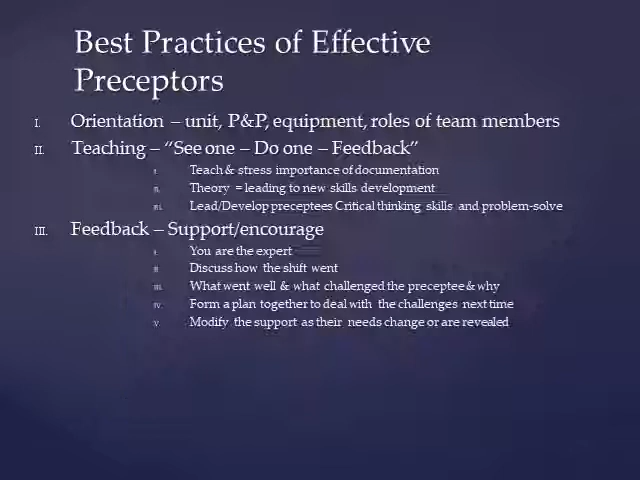 Best Practices of Effective
Preceptors
I. Orientation – unit, P&P, equipment, roles of team members
II. Teaching – “See one – Do one – Feedback”
I. Teach & stress importance of documentation
II. Theory = leading to new skills development
III. Lead/Develop preceptees Critical thinking skills and problem-solve
III. Feedback – Support/encourage
I. You are the expert
II. Discuss how the shift went
III. What went well & what challenged the preceptee & why
IV. Form a plan together to deal with the challenges next time
V. Modify the support as their needs change or are revealed